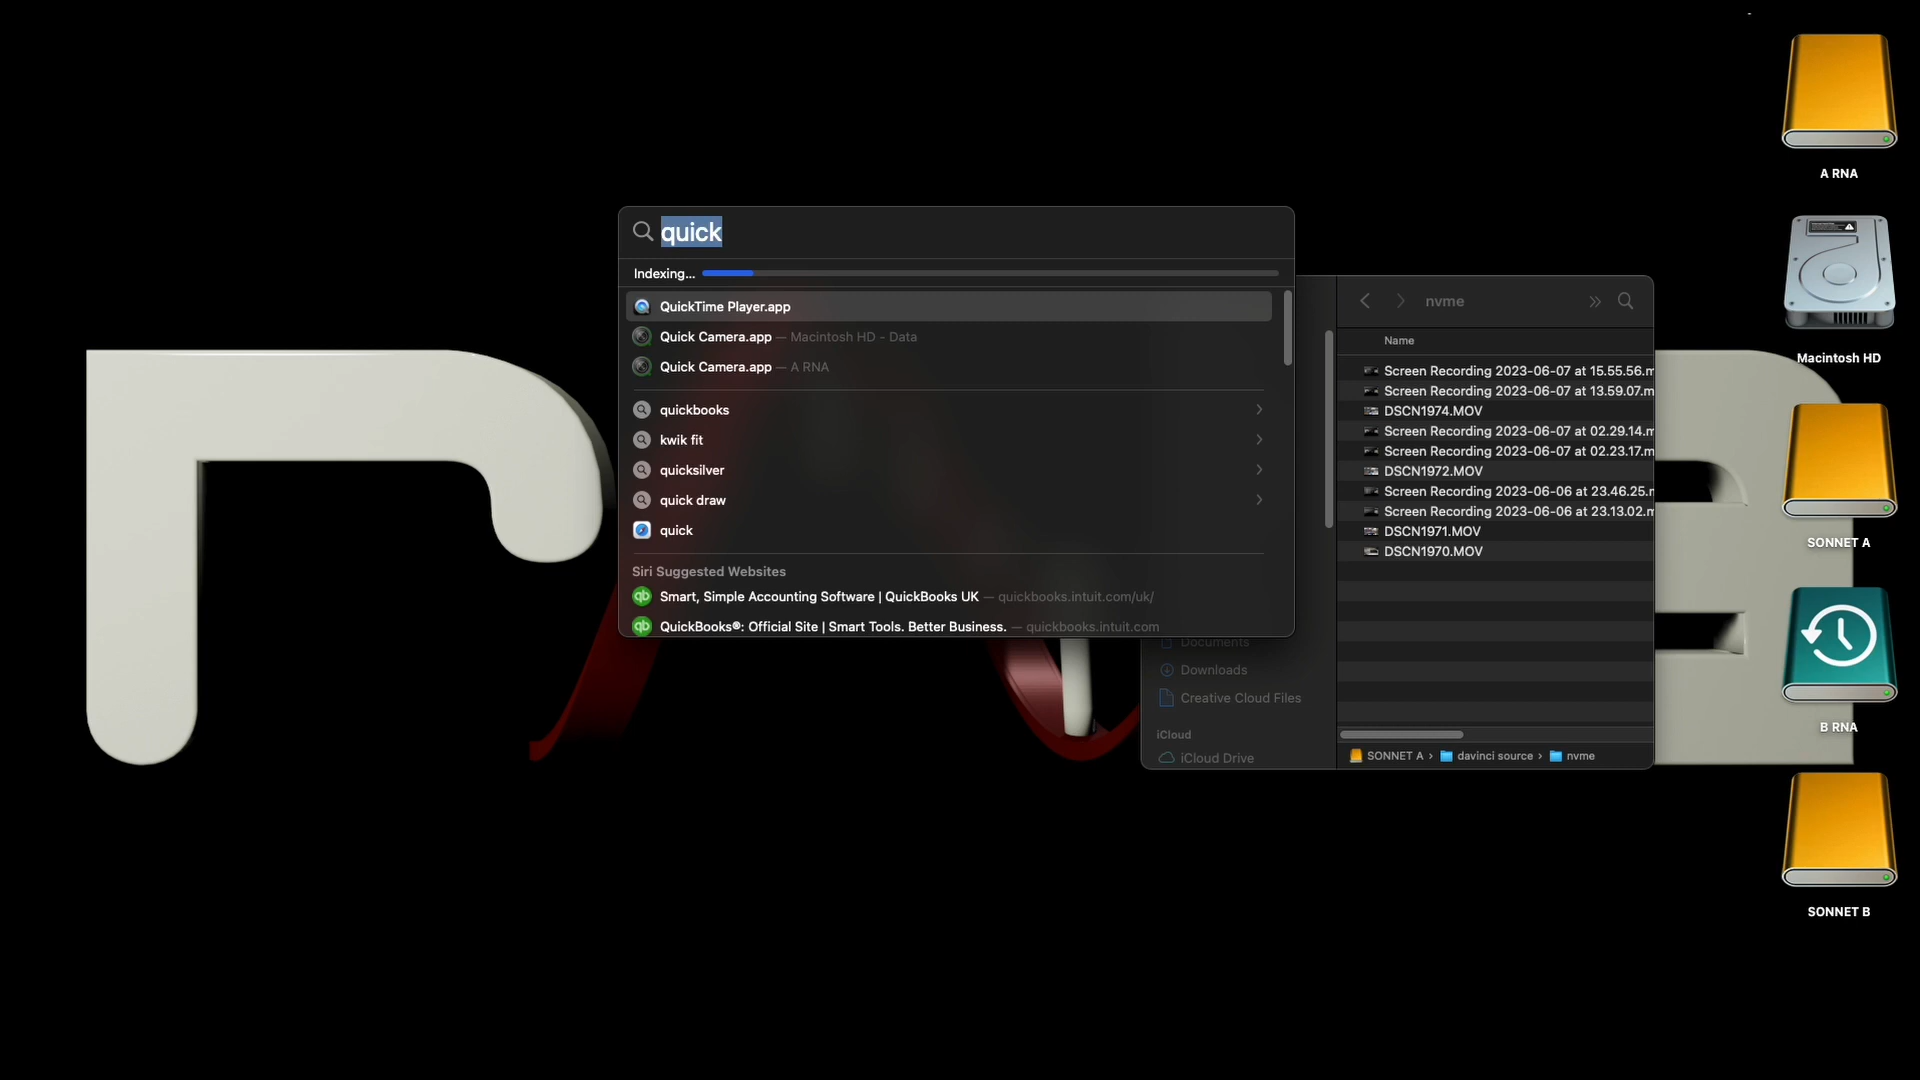 quick
Indexing...
QuickTime Player.app
Quick Camera.app — Macintosh HD - Data
Quick Camera.app — A RNA
quickbooks
kwik fit
quicksilver
quick draw
quick
Siri Suggested Websites
Smart, Simple Accounting Software | QuickBooks UK — quickbooks.intuit.com/uk/
QuickBooks®: Official Site | Smart Tools. Better Business. — quickbooks.intuit.com
Documents
Downloads
Creative Cloud Files
iCloud
iCloud Drive
nvme
Name
Screen Recording 2023-06-07 at 15.55.56.m
Screen Recording 2023-06-07 at 13.59.07.m
DSCN1974.MOV
Screen Recording 2023-06-07 at 02.29.14.m
Screen Recording 2023-06-07 at 02.23.17.m
DSCN1972.MOV
Screen Recording 2023-06-06 at 23.46.25.m
Screen Recording 2023-06-06 at 23.13.02.m
DSCN1971.MOV
DSCN1970.MOV
SONNET A › davinci source › nvme
A RNA
Macintosh HD
SONNET A
B RNA
SONNET B